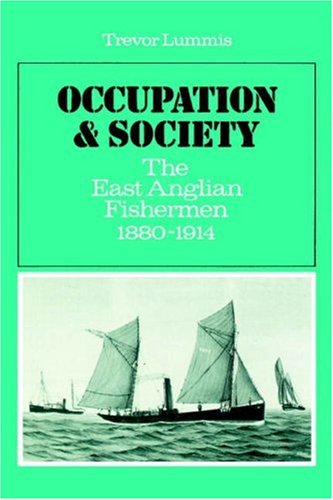 Trevor Lummis
OCCUPATION
& SOCIETY
The
East Anglian
Fishermen
1880-1914